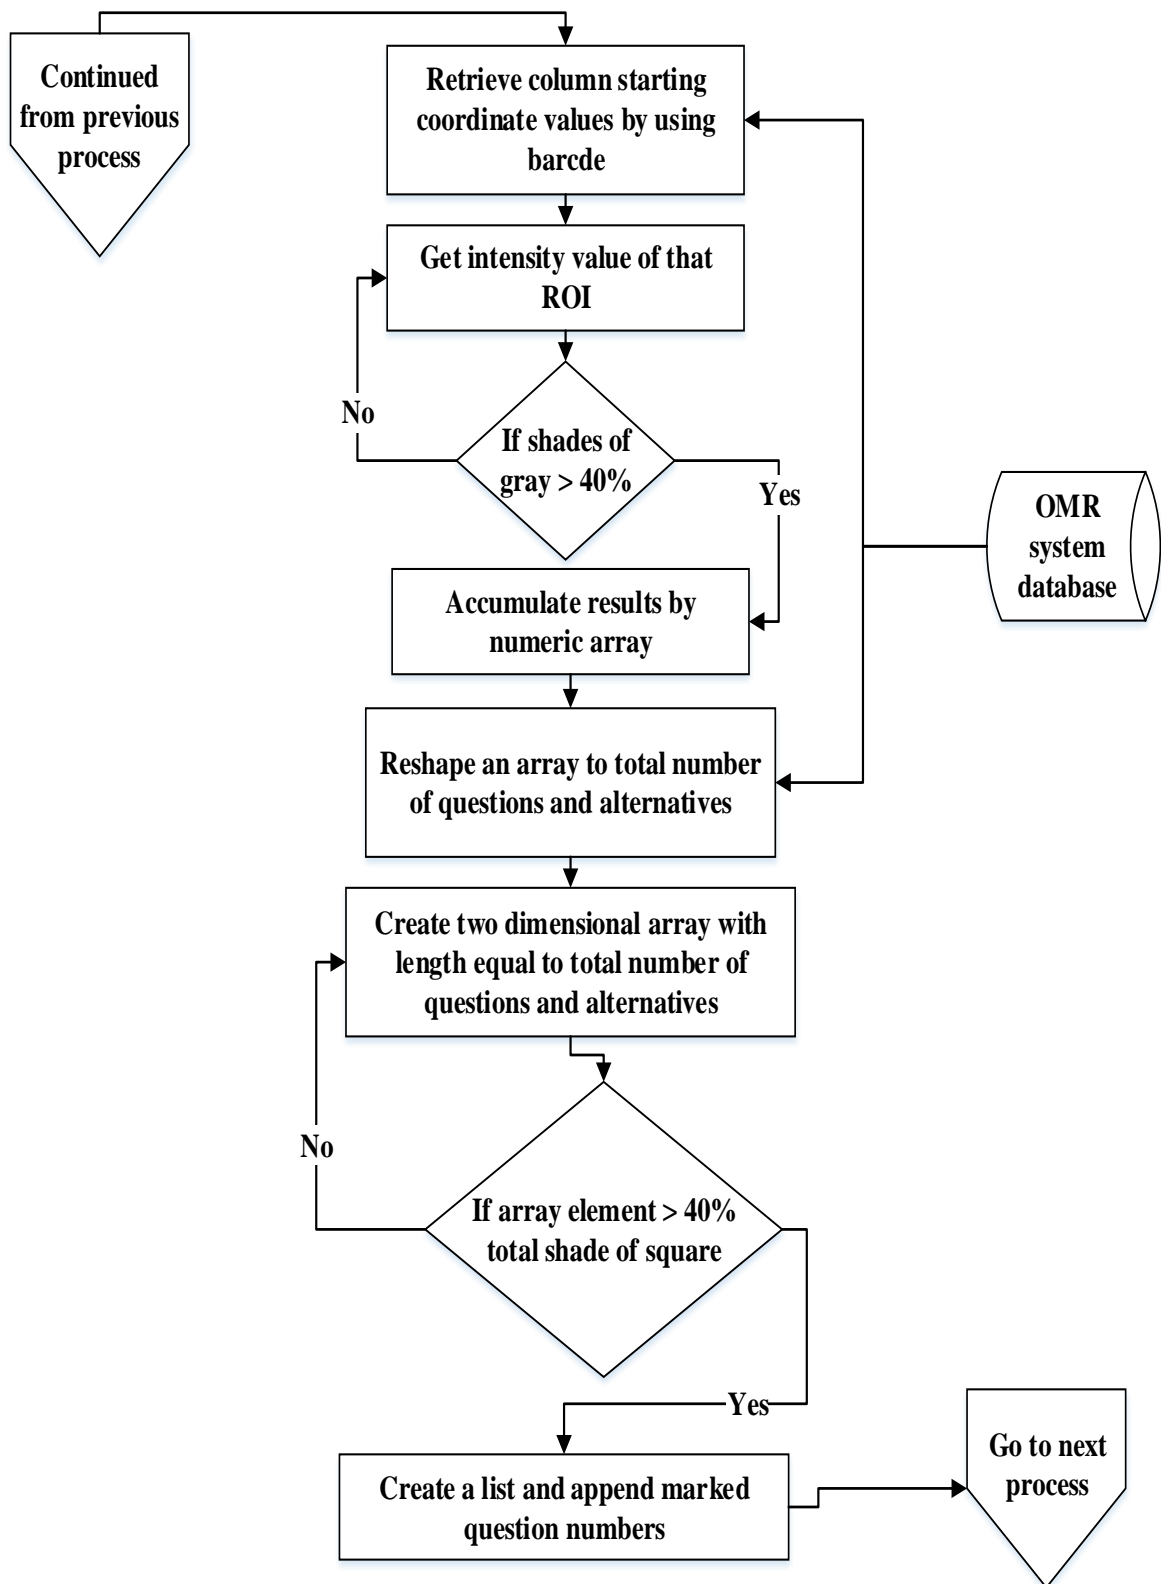 Continued
from previous
process
Retrieve column starting
coordinate values by using
barcde
Get intensity value of that
ROI
No
If shades of
gray > 40%
Yes
OMR
system
database
Accumulate results by
numeric array
Reshape an array to total number
of questions and alternatives
Create two dimensional array with
length equal to total number of
questions and alternatives
No
If array element > 40%
total shade of square
Yes
Create a list and append marked
question numbers
Go to next
process